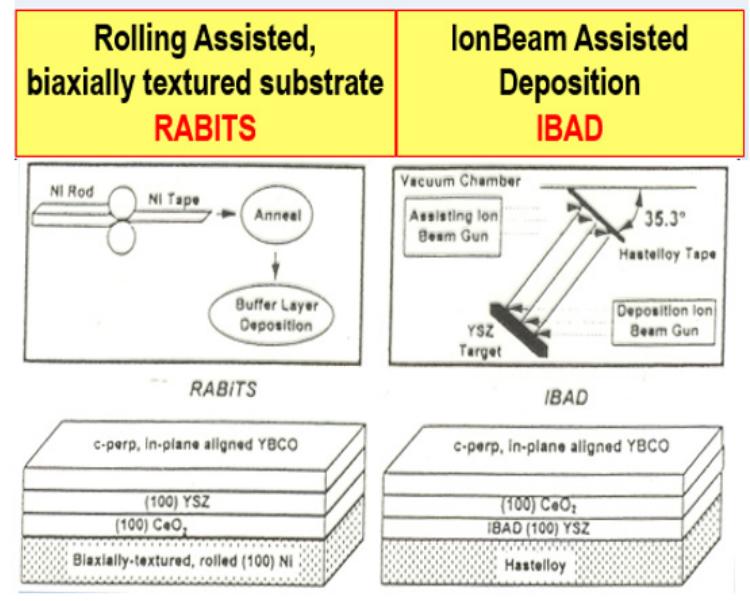 Rolling Assisted,
biaxially textured substrate
RABITS
IonBeam Assisted
Deposition
IBAD
Ni Rod
Ni Tape
Anneal
Buffer Layer
Deposition
RABiTS
Vacuum Chamber
Assisting Ion
Beam Gun
35.3°
Hastelloy Tape
Deposition Ion
Beam Gun
YSZ
Target
IBAD
c-perp, in-plane aligned YBCO
(100) YSZ
(100) CeO₂
Biaxially-textured, rolled (100) Ni
c-perp, in-plane aligned YBCO
(100) CeO₂
IBAD (100) YSZ
Hastelloy